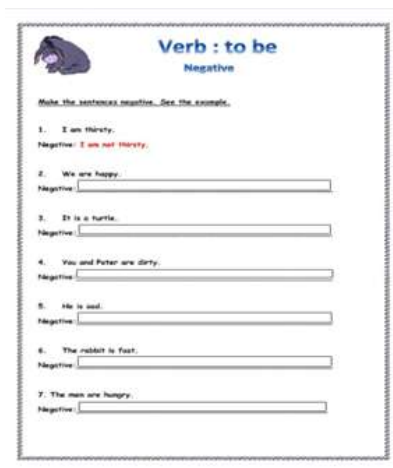 Verb : to be
Negative
Make the sentences negative. See the example.
1. I am thirsty.
Negative: I am not thirsty.
2. We are happy.
Negative:
3. It is a turtle.
Negative:
4. You and Peter are dirty.
Negative:
5. He is sad.
Negative:
6. The rabbit is fast.
Negative:
7. The men are hungry.
Negative: